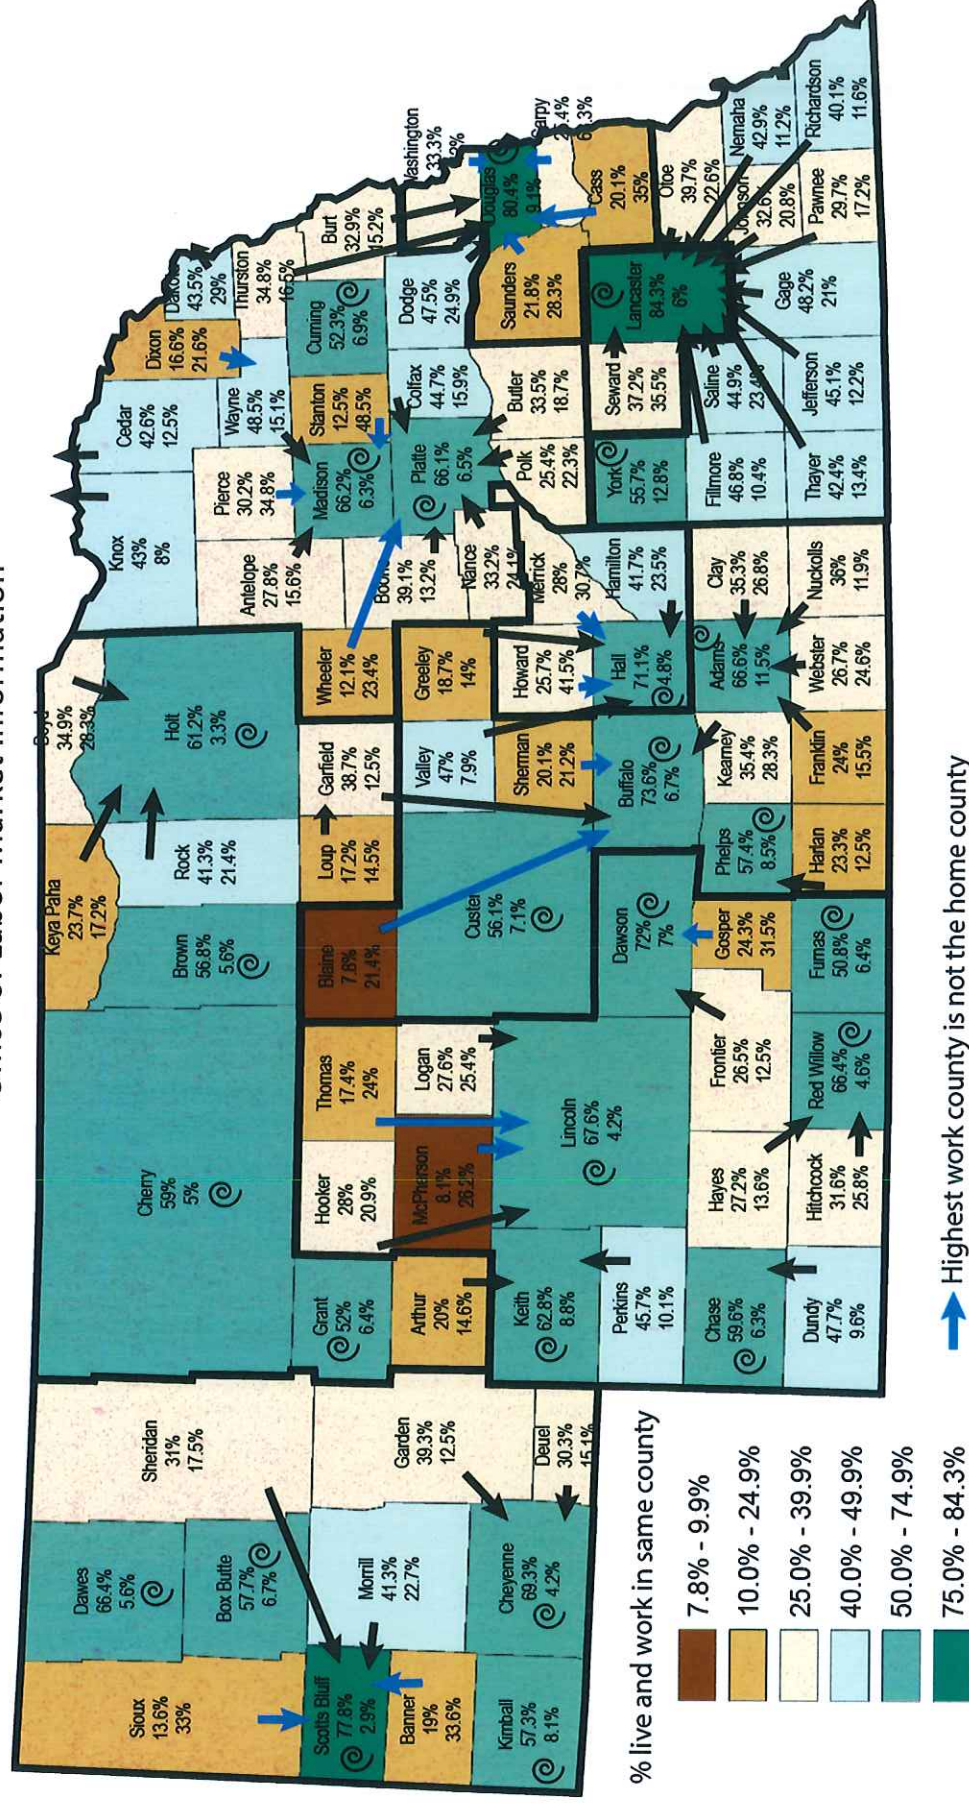 Office of Labor Market Information
Sioux
13.6%
33%
Dawes
66.4%
5.6%
Box Butte
57.7%
6.7%
Sheridan
31%
17.5%
Scotts Bluff
77.8%
2.9%
Banner
19%
33.6%
Morrill
41.3%
22.7%
Garden
39.3%
12.5%
Kimball
57.3%
8.1%
Cheyenne
69.3%
4.2%
Deuel
30.3%
15.1%
Cherry
59%
5%
Keya Paha
23.7%
17.2%
Brown
56.8%
5.6%
Rock
41.3%
21.4%
34.9%
28.3%
Holt
61.2%
3.3%
Grant
52%
6.4%
Hooker
28%
20.9%
Thomas
17.4%
24%
Blaine
7.8%
21.4%
Loup
17.2%
14.5%
Garfield
38.7%
12.5%
Wheeler
12.1%
23.4%
Arthur
20%
14.6%
McPherson
8.1%
26.2%
Logan
27.6%
25.4%
Custer
56.1%
7.1%
Valley
47%
7.9%
Greeley
18.7%
14%
Sherman
20.1%
21.2%
Howard
25.7%
41.5%
Keith
62.8%
8.8%
Lincoln
67.6%
4.2%
Perkins
45.7%
10.1%
Dawson
72%
7%
Buffalo
73.6%
6.7%
Hall
71.1%
4.8%
Chase
59.6%
6.3%
Hayes
27.2%
13.6%
Frontier
26.5%
12.5%
Gosper
24.3%
31.5%
Phelps
57.4%
8.5%
Kearney
35.4%
28.3%
Adams
66.6%
11.5%
Clay
35.3%
26.8%
Dundy
47.7%
9.6%
Hitchcock
31.6%
25.8%
Red Willow
66.4%
4.6%
Furnas
50.8%
6.4%
Harlan
23.3%
12.5%
Franklin
24%
15.5%
Webster
26.7%
24.6%
Nuckolls
36%
11.9%
Knox
43%
8%
Cedar
42.6%
12.5%
Dixon
16.6%
21.6%
Dakota
43.5%
29%
Antelope
27.8%
15.6%
Pierce
30.2%
34.8%
Wayne
48.5%
15.1%
Thurston
34.8%
16.5%
Boone
39.1%
13.2%
Madison
66.2%
6.3%
Stanton
12.5%
48.5%
Cuming
52.3%
6.9%
Burt
32.9%
15.2%
Nance
33.2%
24.1%
Platte
66.1%
6.5%
Colfax
44.7%
15.9%
Dodge
47.5%
24.9%
Washington
33.3%
Merrick
28%
30.7%
Polk
25.4%
22.3%
Butler
33.5%
18.7%
Saunders
21.8%
28.3%
Douglas
80.4%
9.1%
Sarpy
Hamilton
41.7%
23.5%
York
55.7%
12.8%
Seward
37.2%
35.5%
Lancaster
84.3%
6%
Cass
20.1%
35%
Otoe
39.7%
22.6%
Fillmore
46.8%
10.4%
Saline
44.9%
Johnson
32.6%
20.8%
Nemaha
42.9%
11.2%
Thayer
42.4%
13.4%
Jefferson
45.1%
12.2%
Gage
48.2%
21%
Pawnee
29.7%
17.2%
Richardson
40.1%
11.6%
% live and work in same county
7.8% - 9.9%
10.0% - 24.9%
25.0% - 39.9%
40.0% - 49.9%
50.0% - 74.9%
75.0% - 84.3%
Highest work county is not the home county